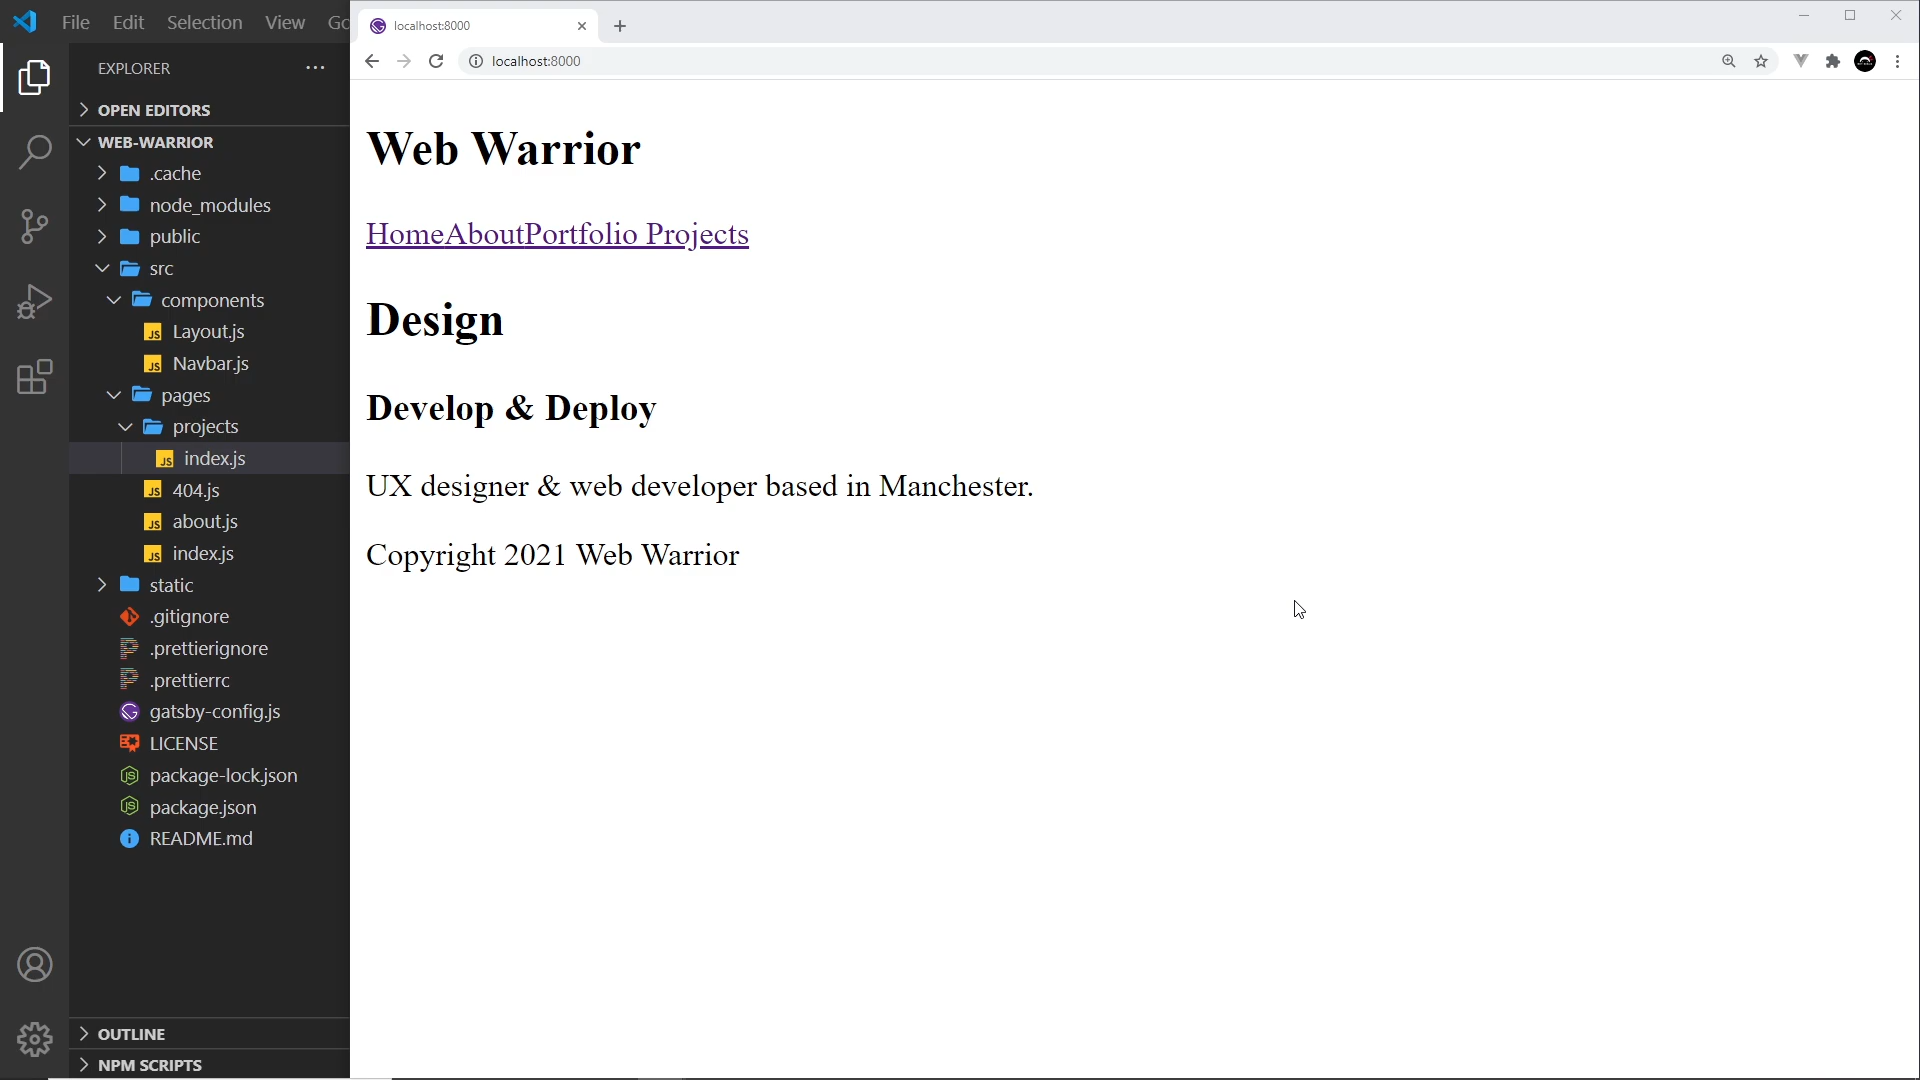 File Edit Selection View Go
EXPLORER
OPEN EDITORS
WEB-WARRIOR
.cache
node_modules
public
src
components
Layout.js
Navbar.js
pages
projects
index.js
404.js
about.js
index.js
static
.gitignore
.prettierignore
.prettierrc
gatsby-config.js
LICENSE
package-lock.json
package.json
README.md
OUTLINE
NPM SCRIPTS
localhost:8000
localhost:8000
Web Warrior
HomeAboutPortfolio Projects
Design
Develop & Deploy
UX designer & web developer based in Manchester.
Copyright 2021 Web Warrior